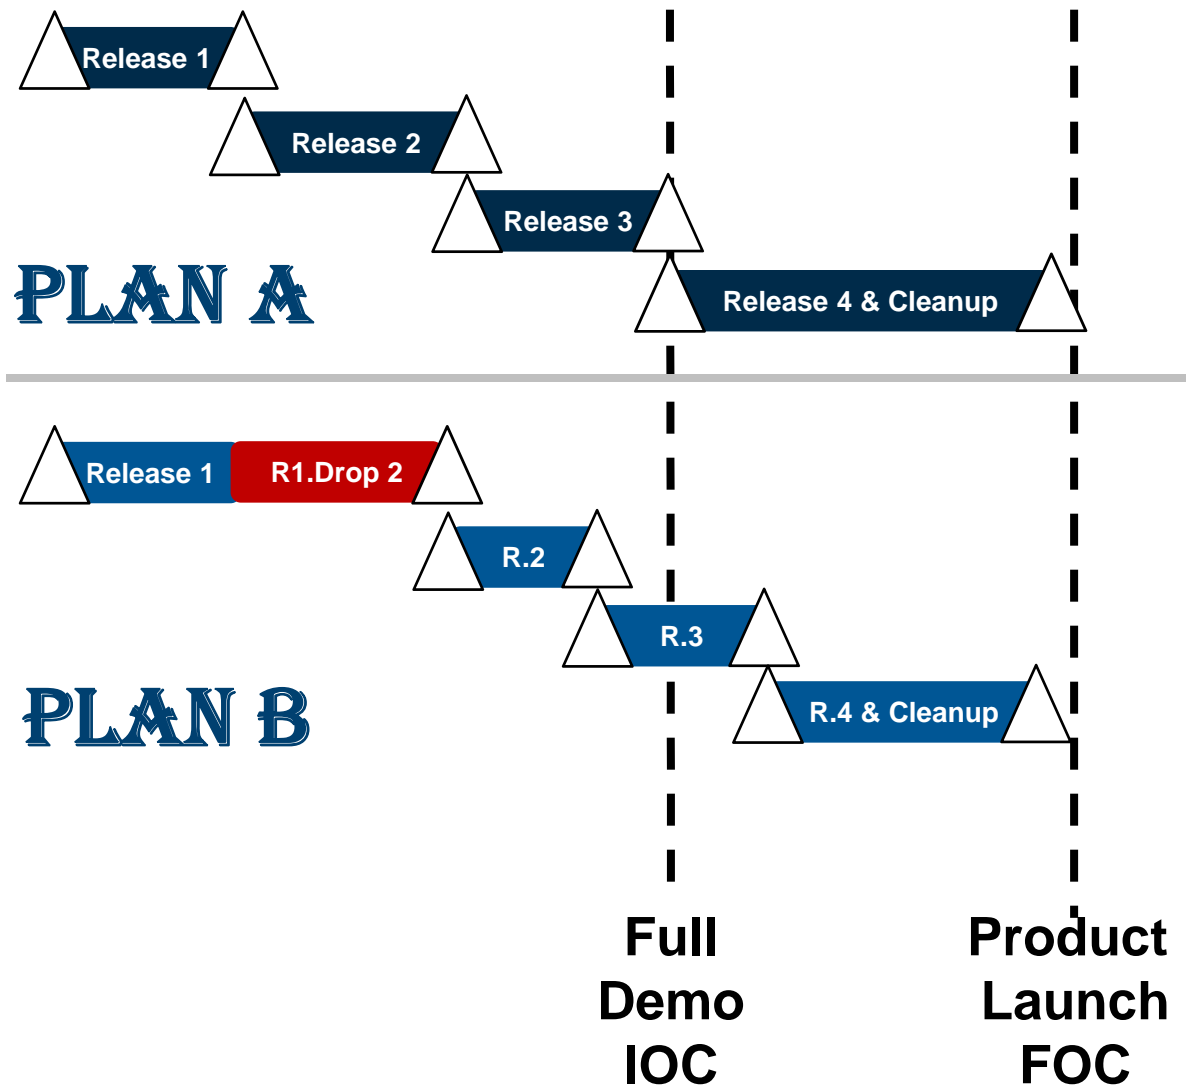 Release 1
Release 2
Release 3
PLAN A
Release 4 & Cleanup
Release 1
R1.Drop 2
R.2
R.3
PLAN B
R.4 & Cleanup
Full
Demo
IOC
Product
Launch
FOC